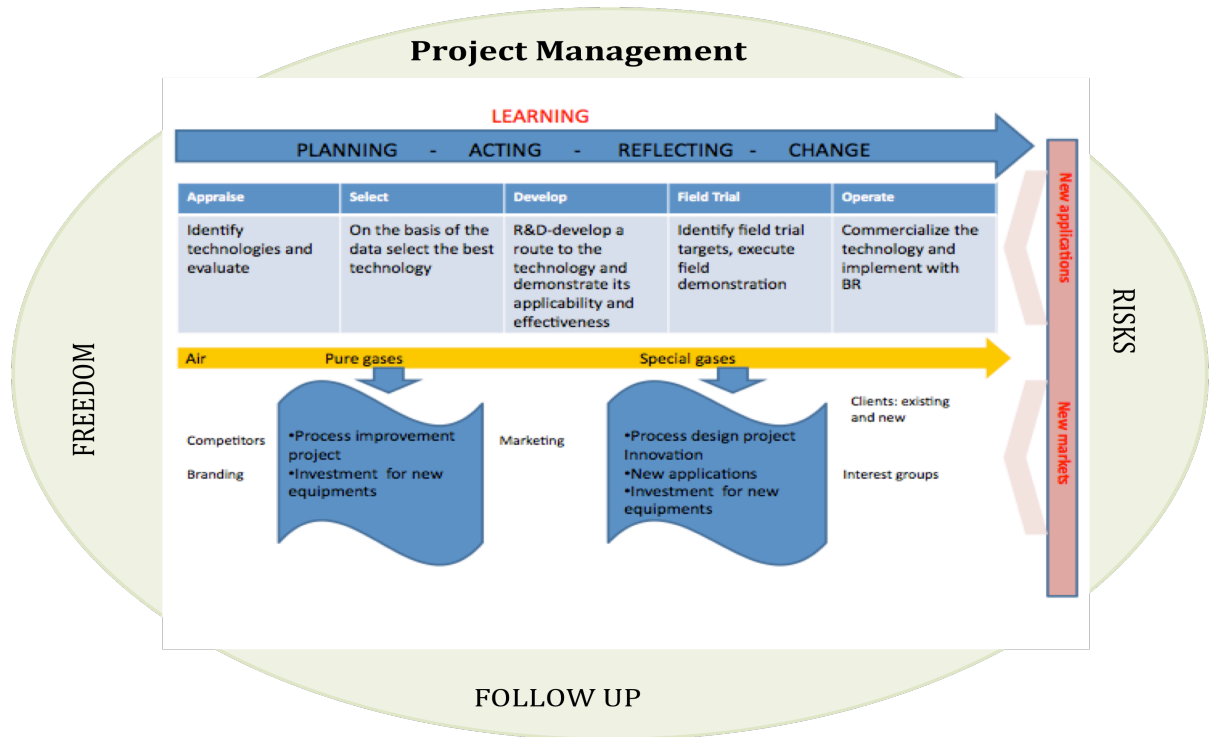 Project Management
LEARNING
PLANNING - ACTING - REFLECTING - CHANGE
Appraise
Select
Develop
Field Trial
Operate
Identify
technologies and
evaluate
On the basis of the
data select the best
technology
R&D-develop a
route to the
technology and
demonstrate its
applicability and
effectiveness
Identify field trial
targets, execute
field
demonstration
Commercialize the
technology and
implement with
BR
New applications
RISKS
FREEDOM
Air
Pure gases
Special gases
Competitors
Branding
•Process improvement
project
•Investment for new
equipments
Marketing
•Process design project
Innovation
•New applications
•Investment for new
equipments
Clients: existing
and new
Interest groups
New markets
FOLLOW UP